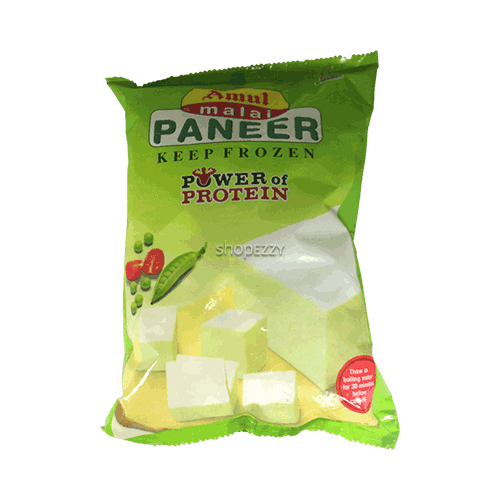 Amul
malai
PANEER
KEEP FROZEN
POWER of
PROTEIN
shopEZZY
Thaw in
boiling water
for 30 minutes
before